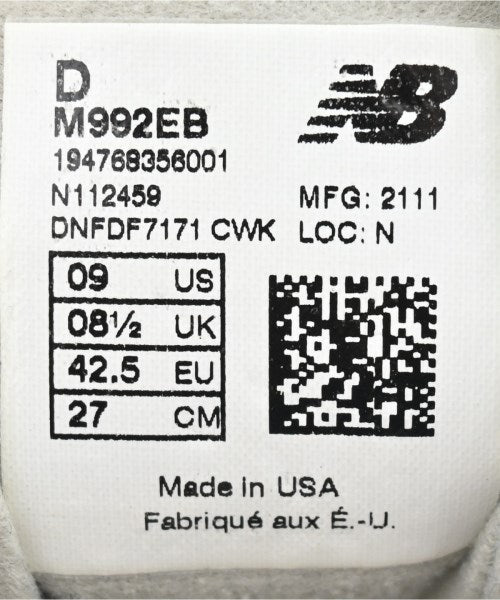 D
NB
M992EB
194768356001
N112459
MFG: 2111
DNFDF7171 CWK LOC: N
09 US
08½ UK
42.5 EU
27 CM
Made in USA
Fabriqué aux É.-U.